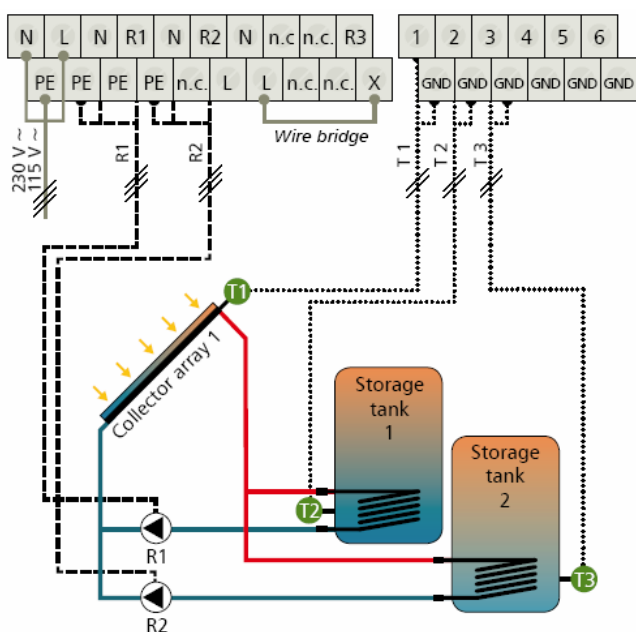 N L N R1 N R2 N n.c n.c. R3
1 2 3 4 5 6
PE PE PE PE n.c. L L n.c. n.c. X
GND GND GND GND GND GND
Wire bridge
230 V ~
115 V ~
R1
R2
T 1
T 2
T 3
T1
Collector array 1
Storage
tank
1
Storage
tank
2
T2
R1
T3
R2